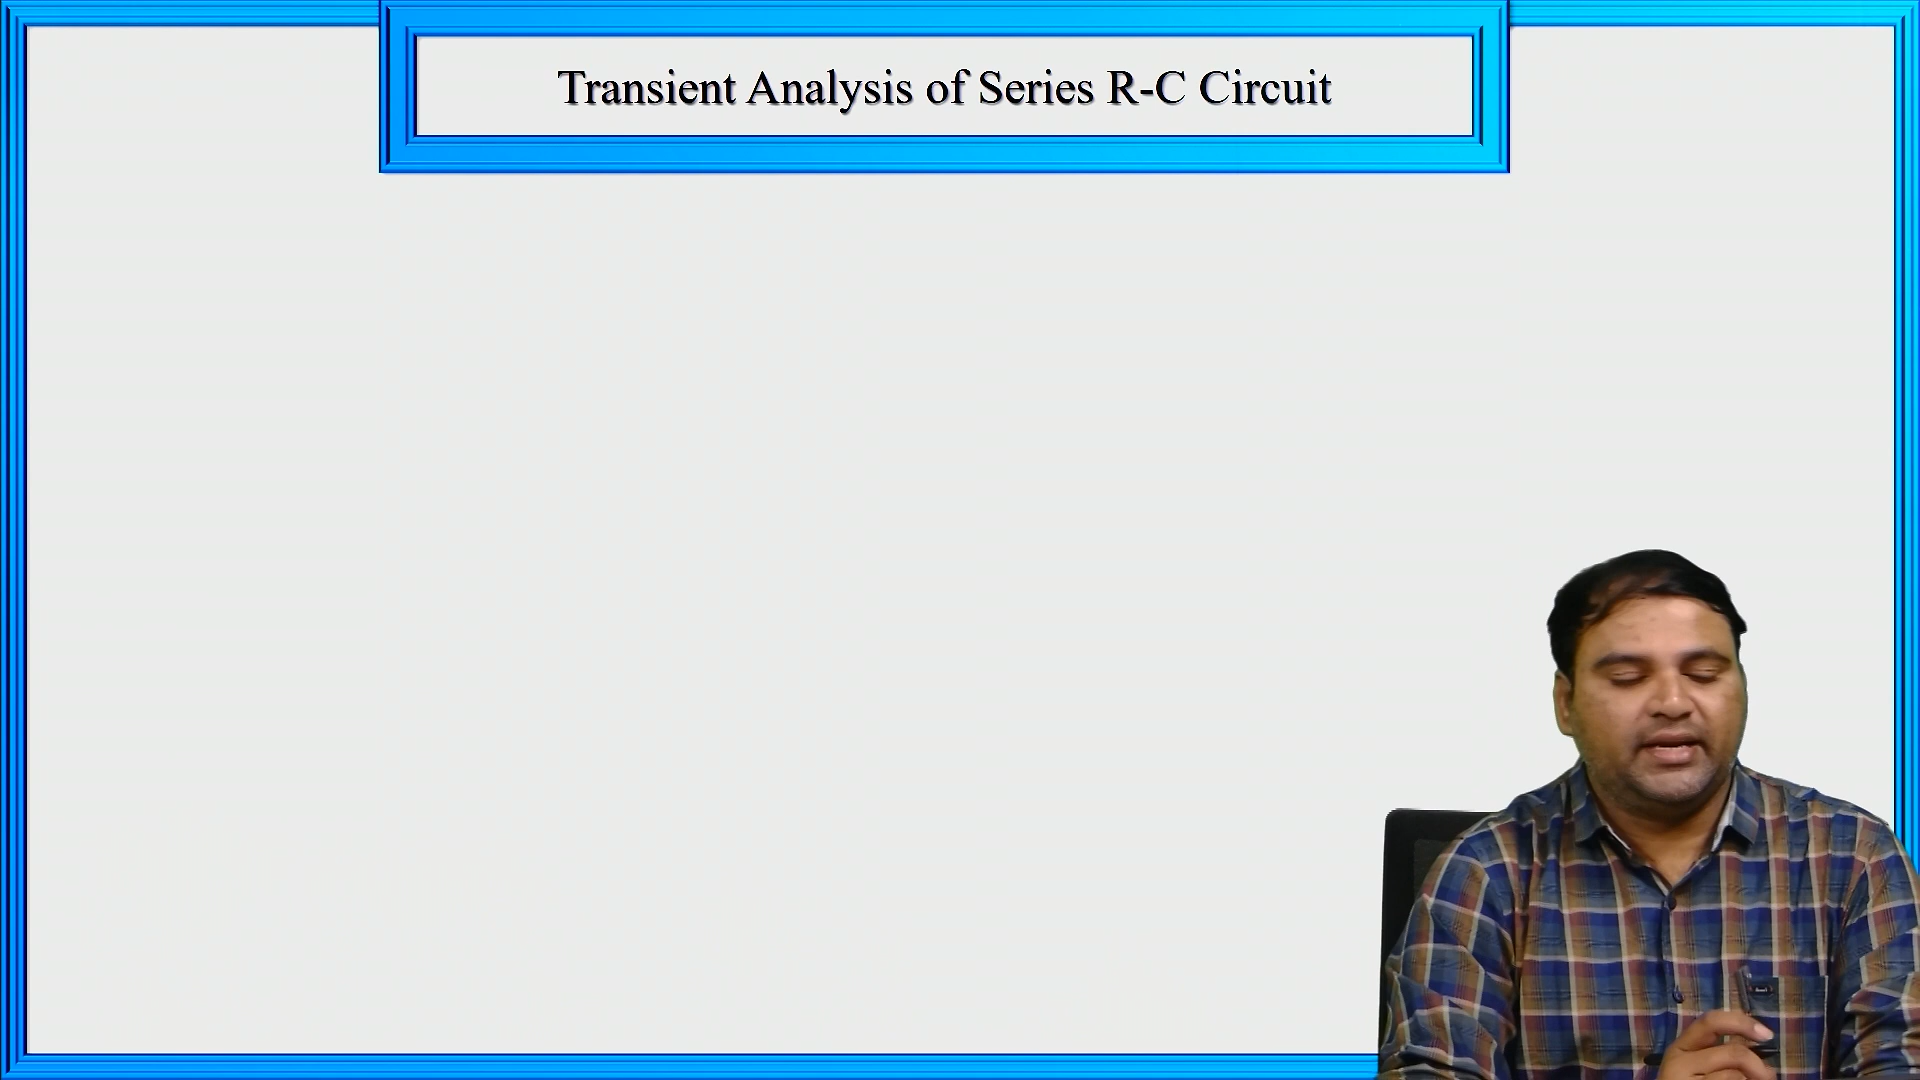 Transient Analysis of Series R-C Circuit